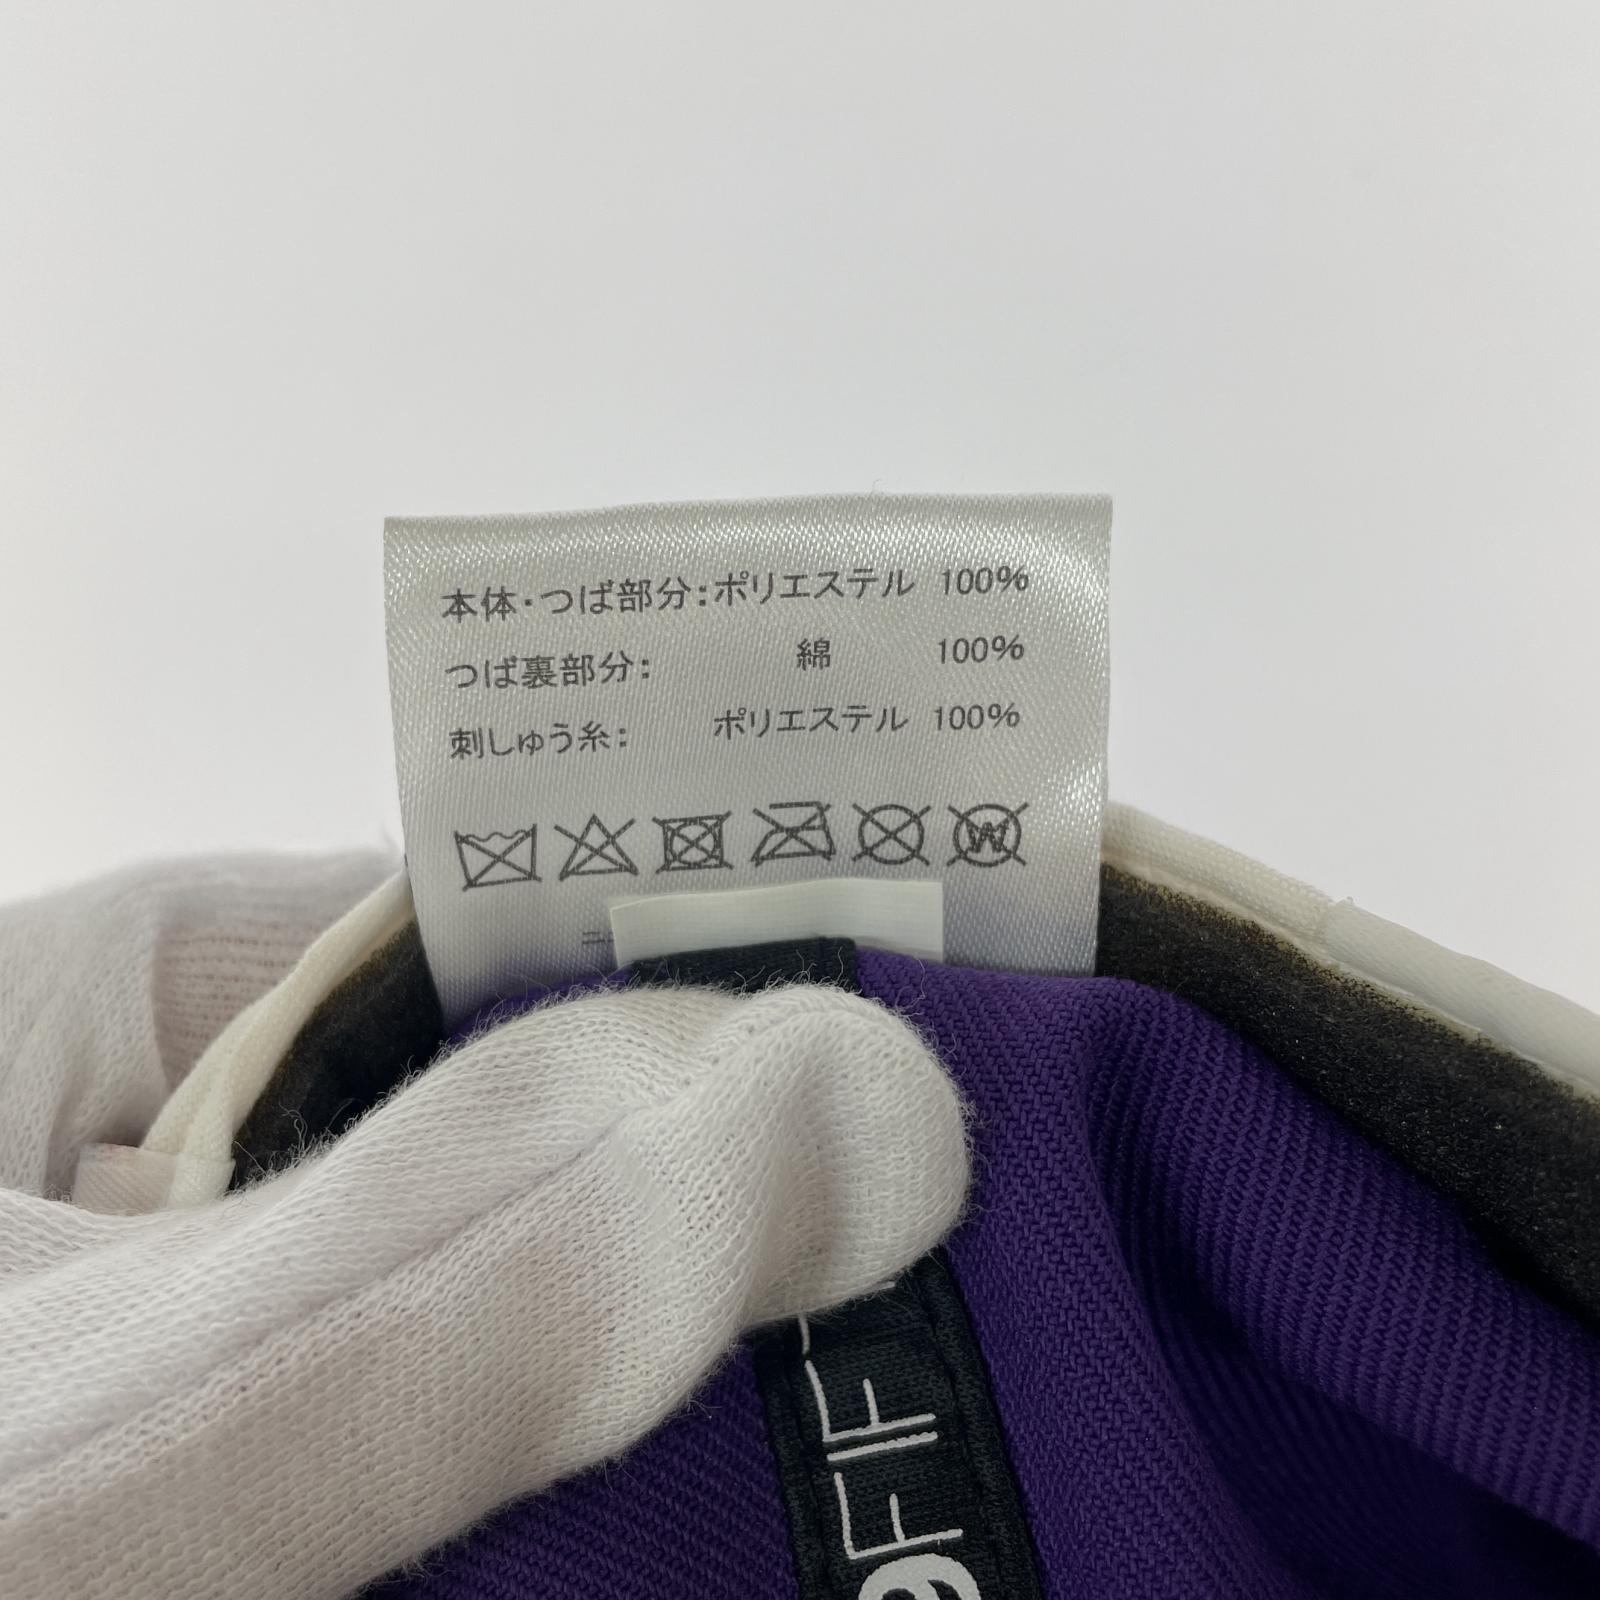 本体・つば部分:ポリエステル 100%
つば裏部分: 綿 100%
刺しゅう糸: ポリエステル 100%
9FIF